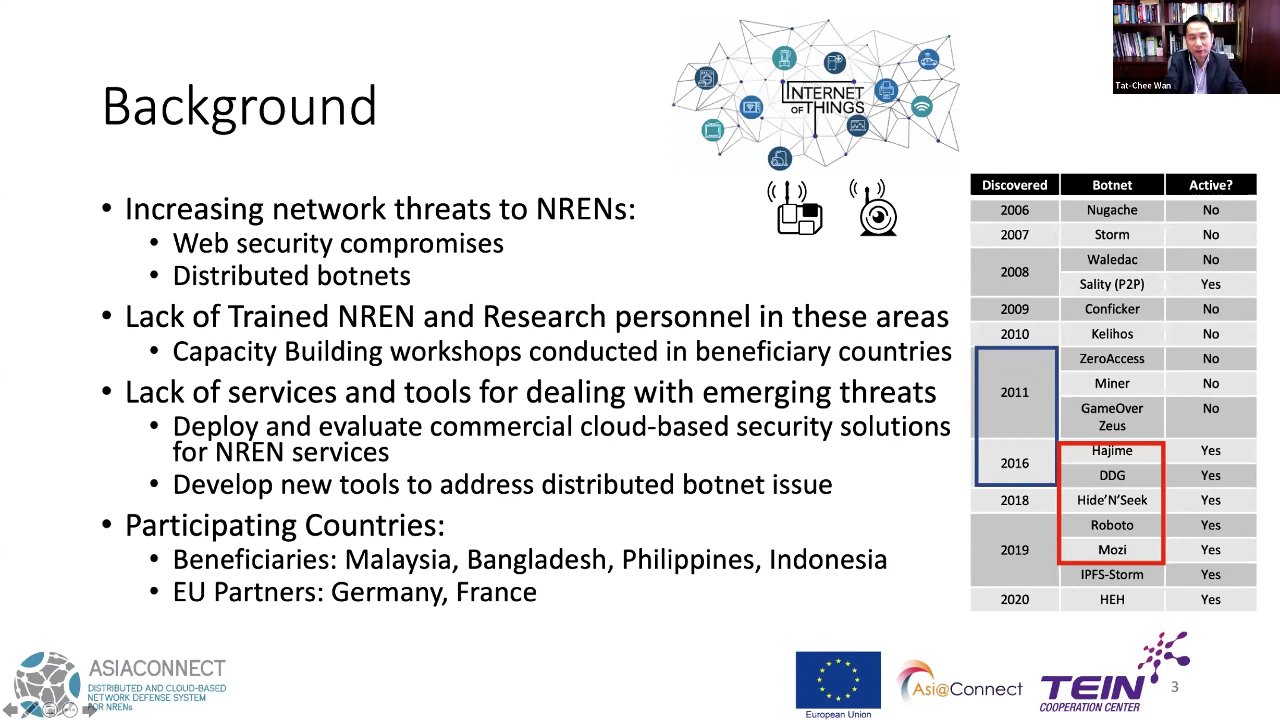 Background
INTERNET
OF THINGS
Tat-Chee Wan
• Increasing network threats to NRENs:
• Web security compromises
• Distributed botnets
• Lack of Trained NREN and Research personnel in these areas
• Capacity Building workshops conducted in beneficiary countries
• Lack of services and tools for dealing with emerging threats
• Deploy and evaluate commercial cloud-based security solutions
for NREN services
• Develop new tools to address distributed botnet issue
• Participating Countries:
• Beneficiaries: Malaysia, Bangladesh, Philippines, Indonesia
• EU Partners: Germany, France
Discovered Botnet Active?
2006 Nugache No
2007 Storm No
2008 Waledac No
Sality (P2P) Yes
2009 Conficker No
2010 Kelihos No
2011 ZeroAccess No
Miner No
GameOver No
Zeus
2016 Hajime Yes
DDG Yes
2018 Hide’N’Seek Yes
2019 Roboto Yes
Mozi Yes
IPFS-Storm Yes
2020 HEH Yes
ASIACONNECT
DISTRIBUTED AND CLOUD-BASED
NETWORK DEFENSE SYSTEM
FOR NRENs
European Union
Asi@Connect
TEIN
COOPERATION CENTER
3